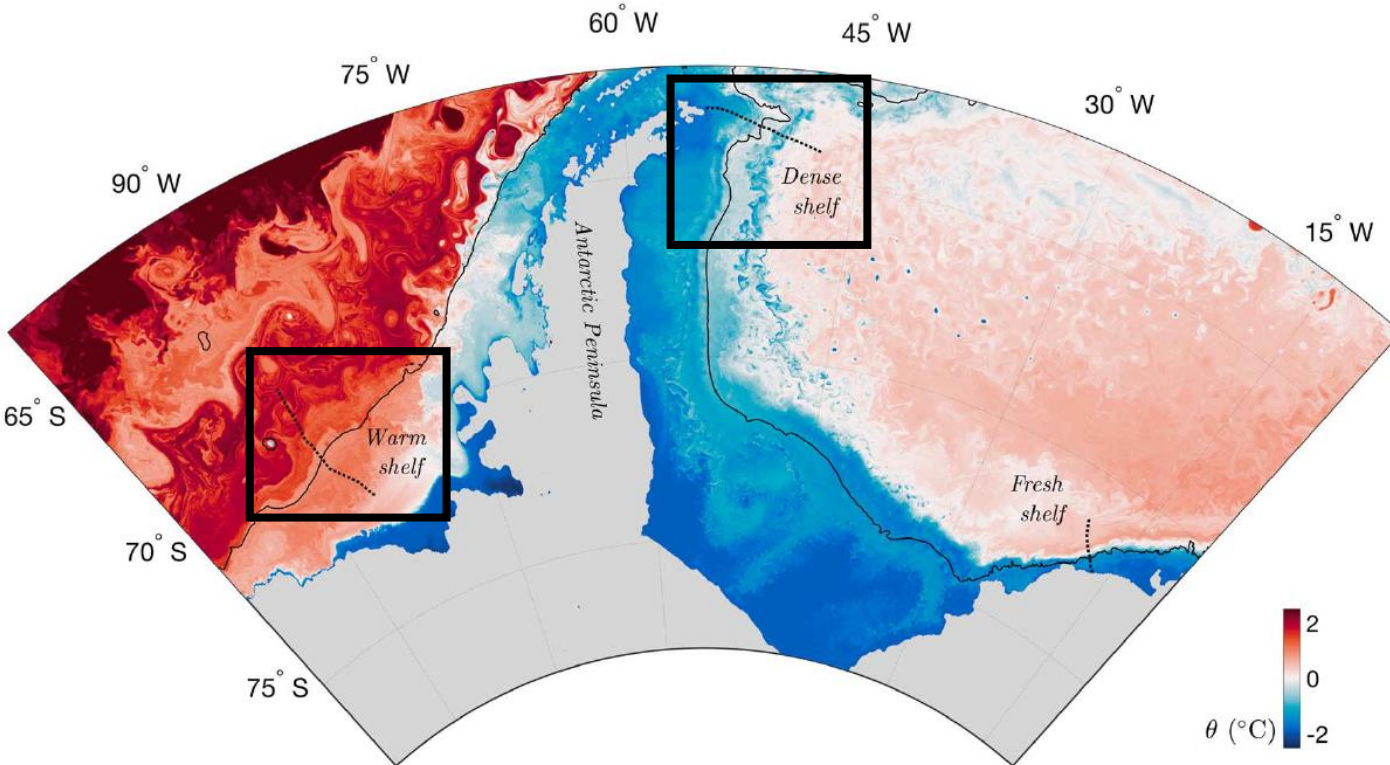 60° W
45° W
75° W
30° W
90° W
15° W
Dense
shelf
Antarctic Peninsula
65° S
Warm
shelf
Fresh
shelf
70° S
75° S
2
0
-2
θ (°C)